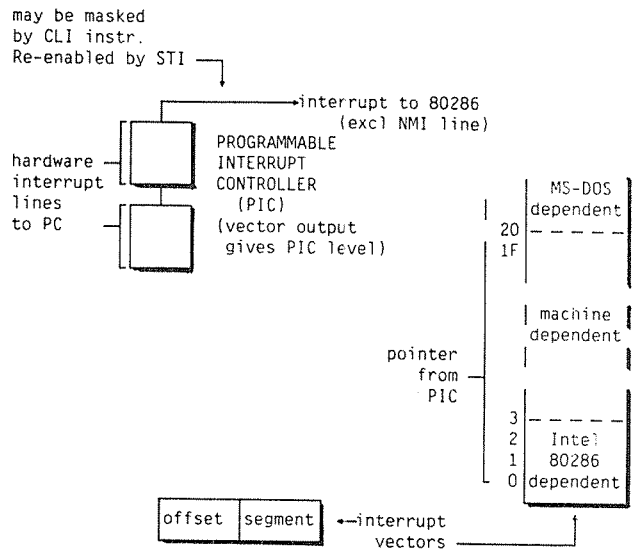 may be masked
by CLI instr.
Re-enabled by STI
interrupt to 80286
(excl NMI line)
hardware
interrupt
lines
to PC
PROGRAMMABLE
INTERRUPT
CONTROLLER
(PIC)
(vector output
gives PIC level)
MS-DOS
dependent
20
1F
machine
dependent
pointer
from
PIC
3
2
1
0
Intel
80286
dependent
offset
segment
interrupt
vectors